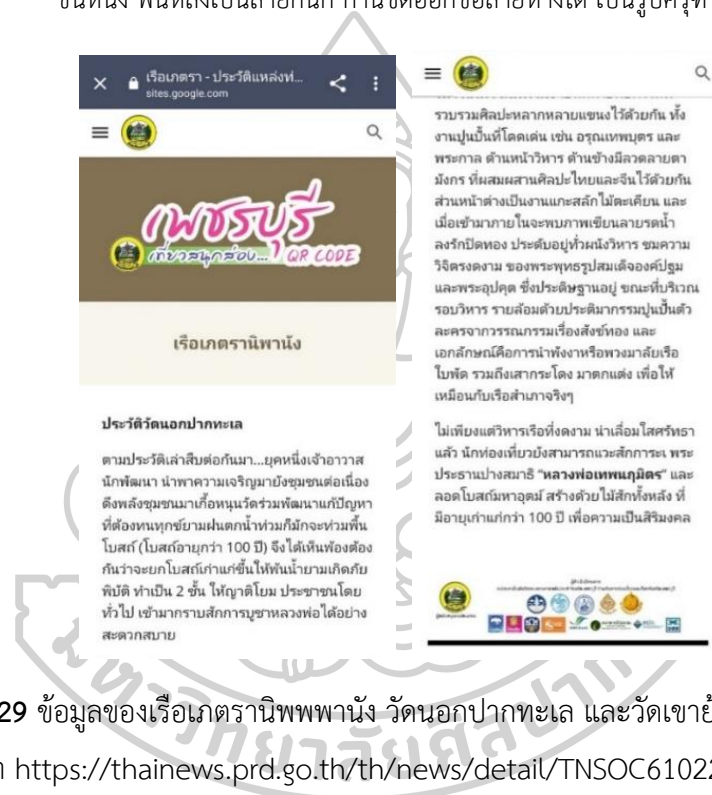 เรือเภตรา - ประวัติแหล่งท่...
sites.google.com
เพชรบุรี
เที่ยวสนุกส่อง... QR CODE
เรือเภตรานิพานัง
ประวัติวัดนอกปากทะเล
ตามประวัติเล่าสืบต่อกันมา...ยุคหนึ่งเจ้าอาวาส
นักพัฒนา นำพาความเจริญมายังชุมชนต่อเนื่อง
ดึงพลังชุมชนมาเกื้อหนุนวัดร่วมพัฒนาแก้ปัญหา
ที่ต้องทนทุกข์ยามฝนตกน้ำท่วมก็มักจะท่วมพื้น
โบสถ์ (โบสถ์อายุกว่า 100 ปี) จึงได้เห็นพ้องต้อง
กันว่าจะยกโบสถ์เก่าแก่ขึ้นให้พ้นน้ำยามเกิดภัย
พิบัติ ทำเป็น 2 ชั้น ให้ญาติโยม ประชาชนโดย
ทั่วไป เข้ามากราบสักการบูชาหลวงพ่อได้อย่าง
สะดวกสบาย
รวบรวมศิลปะหลากหลายแขนงไว้ด้วยกัน ทั้ง
งานปูนปั้นที่โดดเด่น เช่น อรุณเทพบุตร และ
พระกาล ด้านหน้าวิหาร ด้านข้างมีลวดลายตา
มังกร ที่ผสมผสานศิลปะไทยและจีนไว้ด้วยกัน
ส่วนหน้าต่างเป็นงานแกะสลักไม้ตะเคียน และ
เมื่อเข้ามาภายในจะพบภาพเขียนลายรดน้ำ
ลงรักปิดทอง ประดับอยู่ทั่วผนังวิหาร ชมความ
วิจิตรงดงาม ของพระพุทธรูปสมเด็จองค์ปฐม
และพระอุปคุต ซึ่งประดิษฐานอยู่ ขณะที่บริเวณ
รอบวิหาร รายล้อมด้วยประติมากรรมปูนปั้นตัว
ละครจากวรรณกรรมเรื่องสังข์ทอง และ
เอกลักษณ์คือการนำพังงาหรือพวงมาลัยเรือ
ใบพัด รวมถึงเสากระโดง มาตกแต่ง เพื่อให้
เหมือนกับเรือสำเภาจริงๆ
ไม่เพียงแต่วิหารเรือที่งดงาม น่าเลื่อมใสศรัทธา
แล้ว นักท่องเที่ยวยังสามารถแวะสักการะ พระ
ประธานปางสมาธิ "หลวงพ่อเทพนฤมิตร" และ
ลอดโบสถ์มหาอุตม์ สร้างด้วยไม้สักทั้งหลัง ที่
มีอายุเก่าแก่กว่า 100 ปี เพื่อความเป็นสิริมงคล
29 ข้อมูลของเรือเภตรานิพพพานัง วัดนอกปากทะเล และวัดเขาย้
https://thainews.prd.go.th/th/news/detail/TNSOC61022